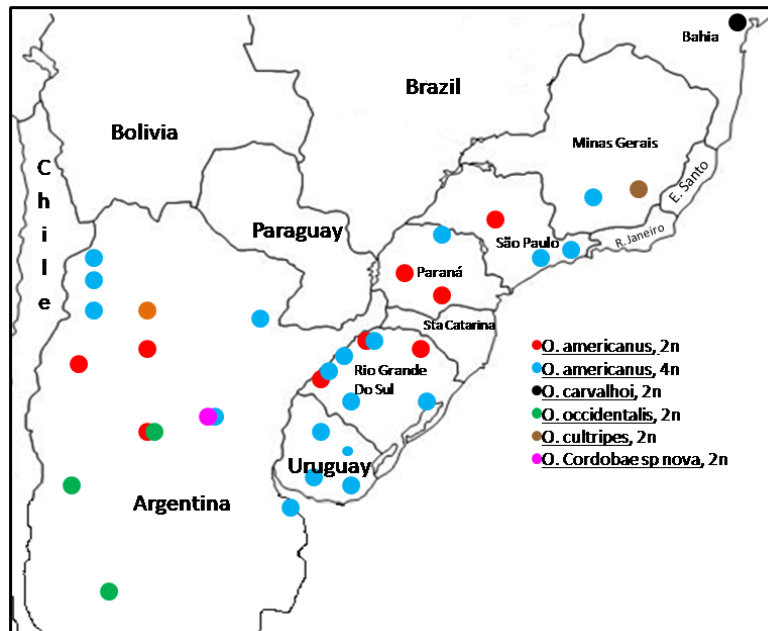 Bahia
Brazil
Bolivia
Minas Gerais
Chile
E. Santo
Paraguay
R. Janeiro
São Paulo
Paraná
Sta Catarina
Rio Grande
Do Sul
Uruguay
Argentina
O. americanus, 2n
O. americanus, 4n
O. carvalhoi, 2n
O. occidentalis, 2n
O. cultripes, 2n
O. Cordobae sp nova, 2n